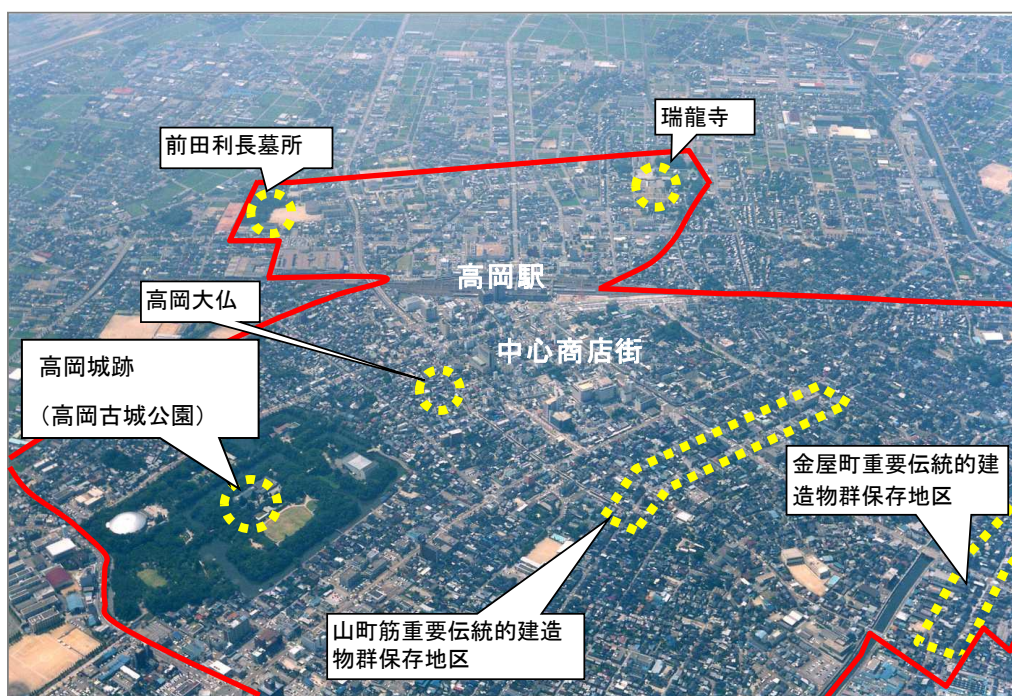 瑞龍寺
前田利長墓所
高岡駅
高岡大仏
中心商店街
高岡城跡
（高岡古城公園）
金屋町重要伝統的建
造物群保存地区
山町筋重要伝統的建造
物群保存地区